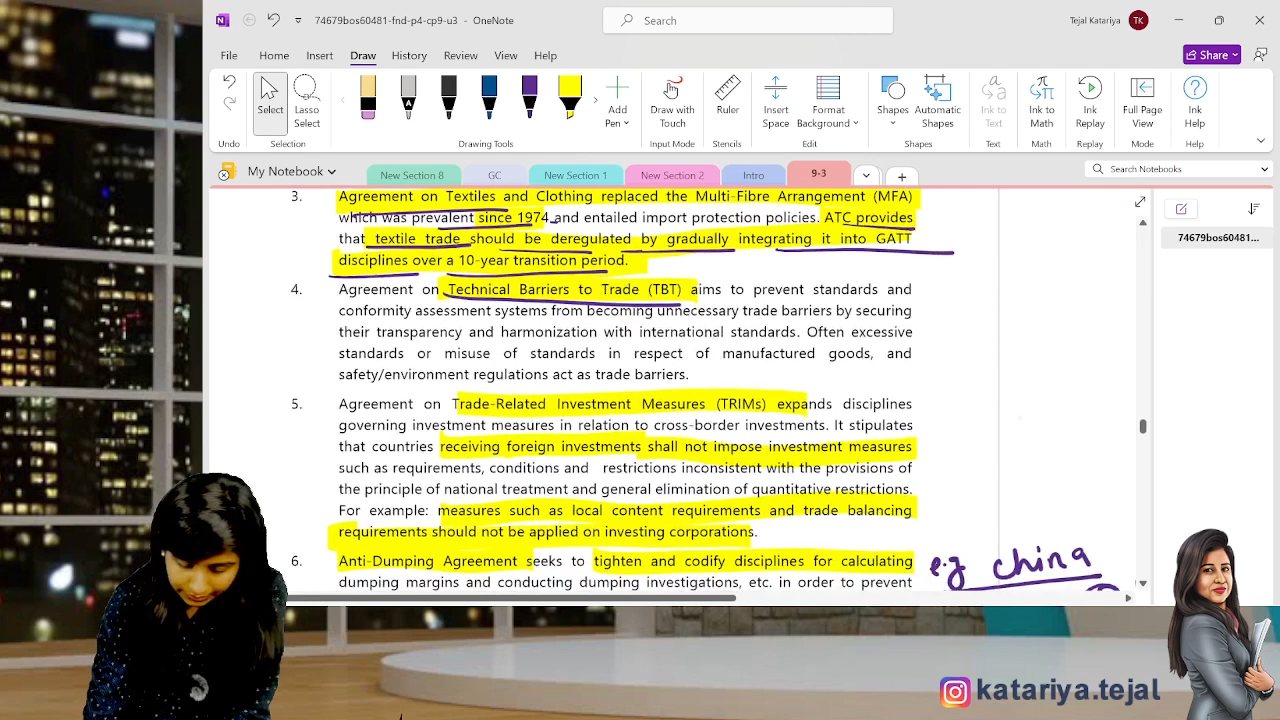 74679bos60481-fnd-p4-cp9-u3 - OneNote
Search
Tejal Katariya
TK
File Home Insert Draw History Review View Help
Share
Undo
Select
Lasso Select
Selection
Drawing Tools
Add Pen
Draw with Touch
Input Mode
Ruler
Stencils
Insert Space
Format Background
Edit
Shapes
Automatic Shapes
Ink to Text
Ink to Math
Math
Ink Replay
Replay
Full Page View
Mode
Ink Help
Help
My Notebook
New Section 8
GC
New Section 1
New Section 2
Intro
9-3
Search Notebooks
74679bos60481...
3. Agreement on Textiles and Clothing replaced the Multi-Fibre Arrangement (MFA)
which was prevalent since 1974 and entailed import protection policies. ATC provides
that textile trade should be deregulated by gradually integrating it into GATT
disciplines over a 10-year transition period.
4. Agreement on Technical Barriers to Trade (TBT) aims to prevent standards and
conformity assessment systems from becoming unnecessary trade barriers by securing
their transparency and harmonization with international standards. Often excessive
standards or misuse of standards in respect of manufactured goods, and
safety/environment regulations act as trade barriers.
5. Agreement on Trade-Related Investment Measures (TRIMs) expands disciplines
governing investment measures in relation to cross-border investments. It stipulates
that countries receiving foreign investments shall not impose investment measures
such as requirements, conditions and restrictions inconsistent with the provisions of
the principle of national treatment and general elimination of quantitative restrictions.
For example: measures such as local content requirements and trade balancing
requirements should not be applied on investing corporations.
6. Anti-Dumping Agreement seeks to tighten and codify disciplines for calculating
dumping margins and conducting dumping investigations, etc. in order to prevent
e.g china
katariya.tejal